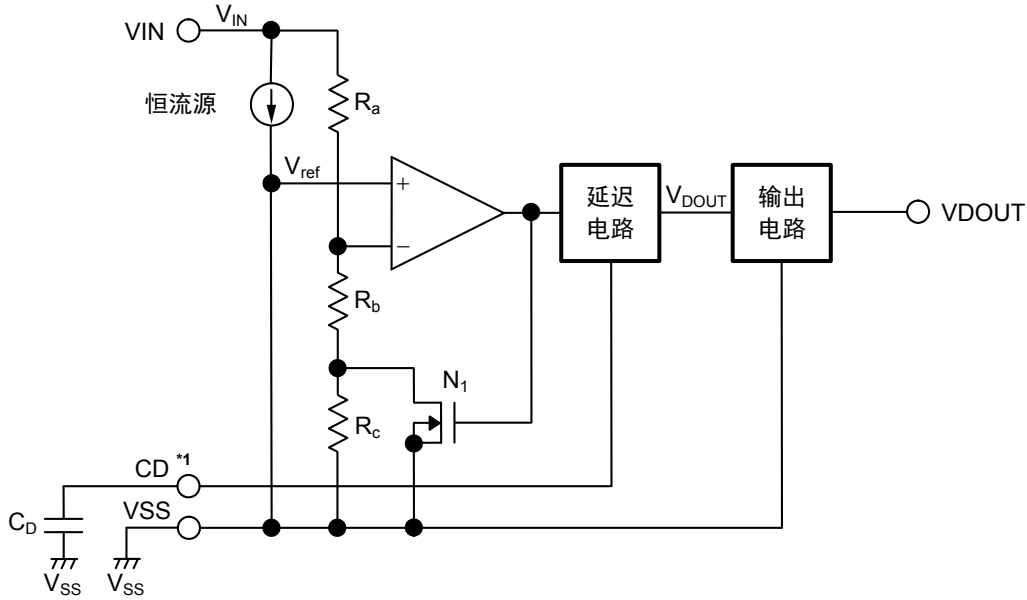 VIN
V_IN
恒流源
R_a
V_ref
+
−
延迟
电路
V_DOUT
输出
电路
VDOUT
R_b
N_1
R_c
CD *1
VSS
C_D
V_SS
V_SS